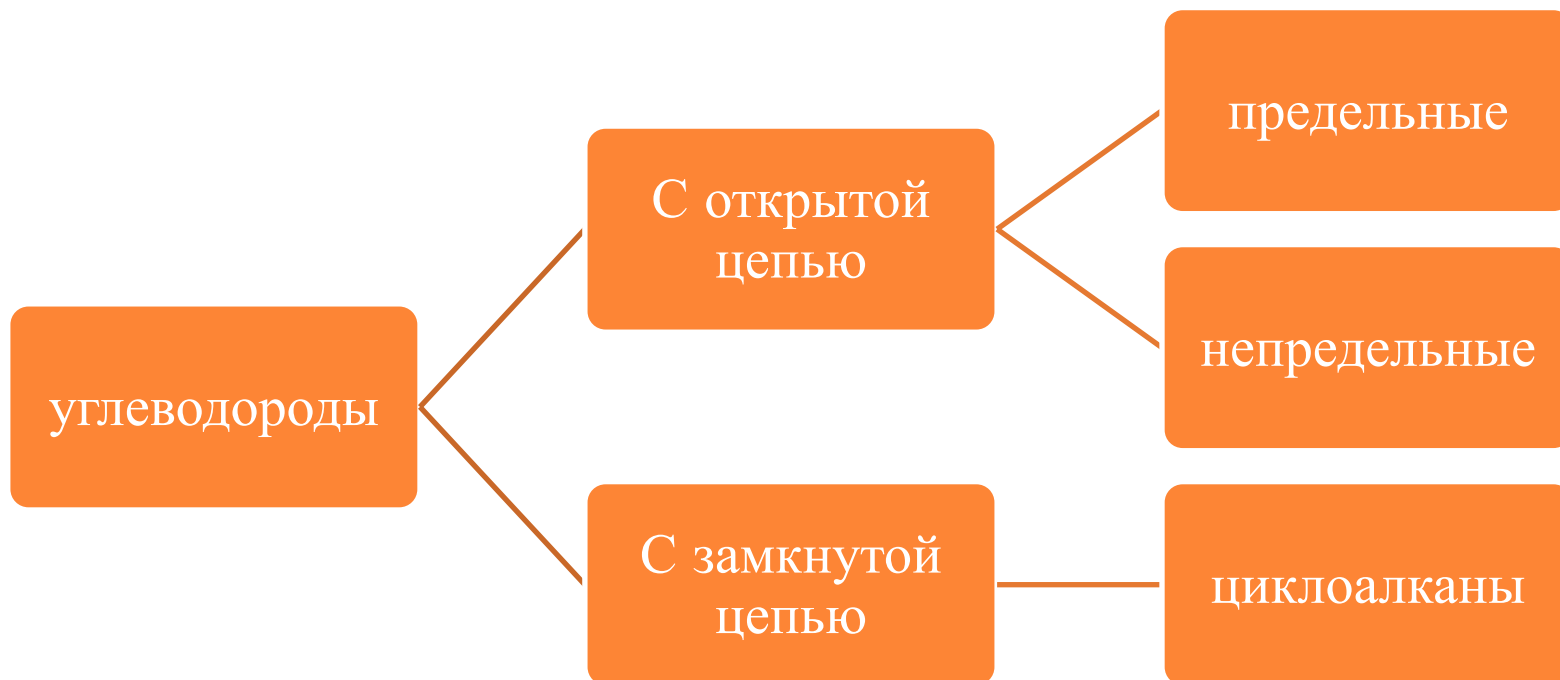 углеводороды
С открытой
цепью
предельные
непредельные
С замкнутой
цепью
циклоалканы